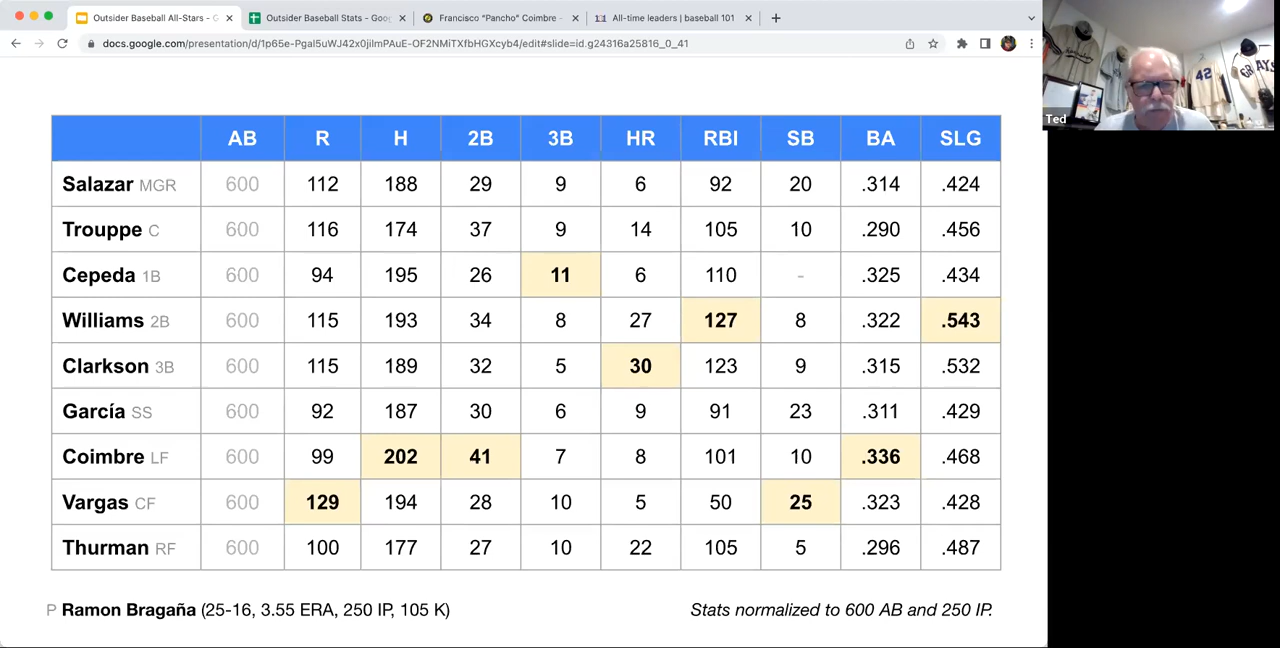 Outsider Baseball All-Stars - G
Outsider Baseball Stats - Goog
Francisco "Pancho" Coimbre -
All-time leaders | baseball 101
docs.google.com/presentation/d/1p65e-Pgal5uWJ42x0jilmPAuE-OF2NMiTXfbHGXcyb4/edit#slide=id.g24316a25816_0_41
42
GRAYS
Ted
AB R H 2B 3B HR RBI SB BA SLG
Salazar MGR 600 112 188 29 9 6 92 20 .314 .424
Trouppe C 600 116 174 37 9 14 105 10 .290 .456
Cepeda 1B 600 94 195 26 11 6 110 - .325 .434
Williams 2B 600 115 193 34 8 27 127 8 .322 .543
Clarkson 3B 600 115 189 32 5 30 123 9 .315 .532
García SS 600 92 187 30 6 9 91 23 .311 .429
Coimbre LF 600 99 202 41 7 8 101 10 .336 .468
Vargas CF 600 129 194 28 10 5 50 25 .323 .428
Thurman RF 600 100 177 27 10 22 105 5 .296 .487
P Ramon Bragaña (25-16, 3.55 ERA, 250 IP, 105 K)
Stats normalized to 600 AB and 250 IP.